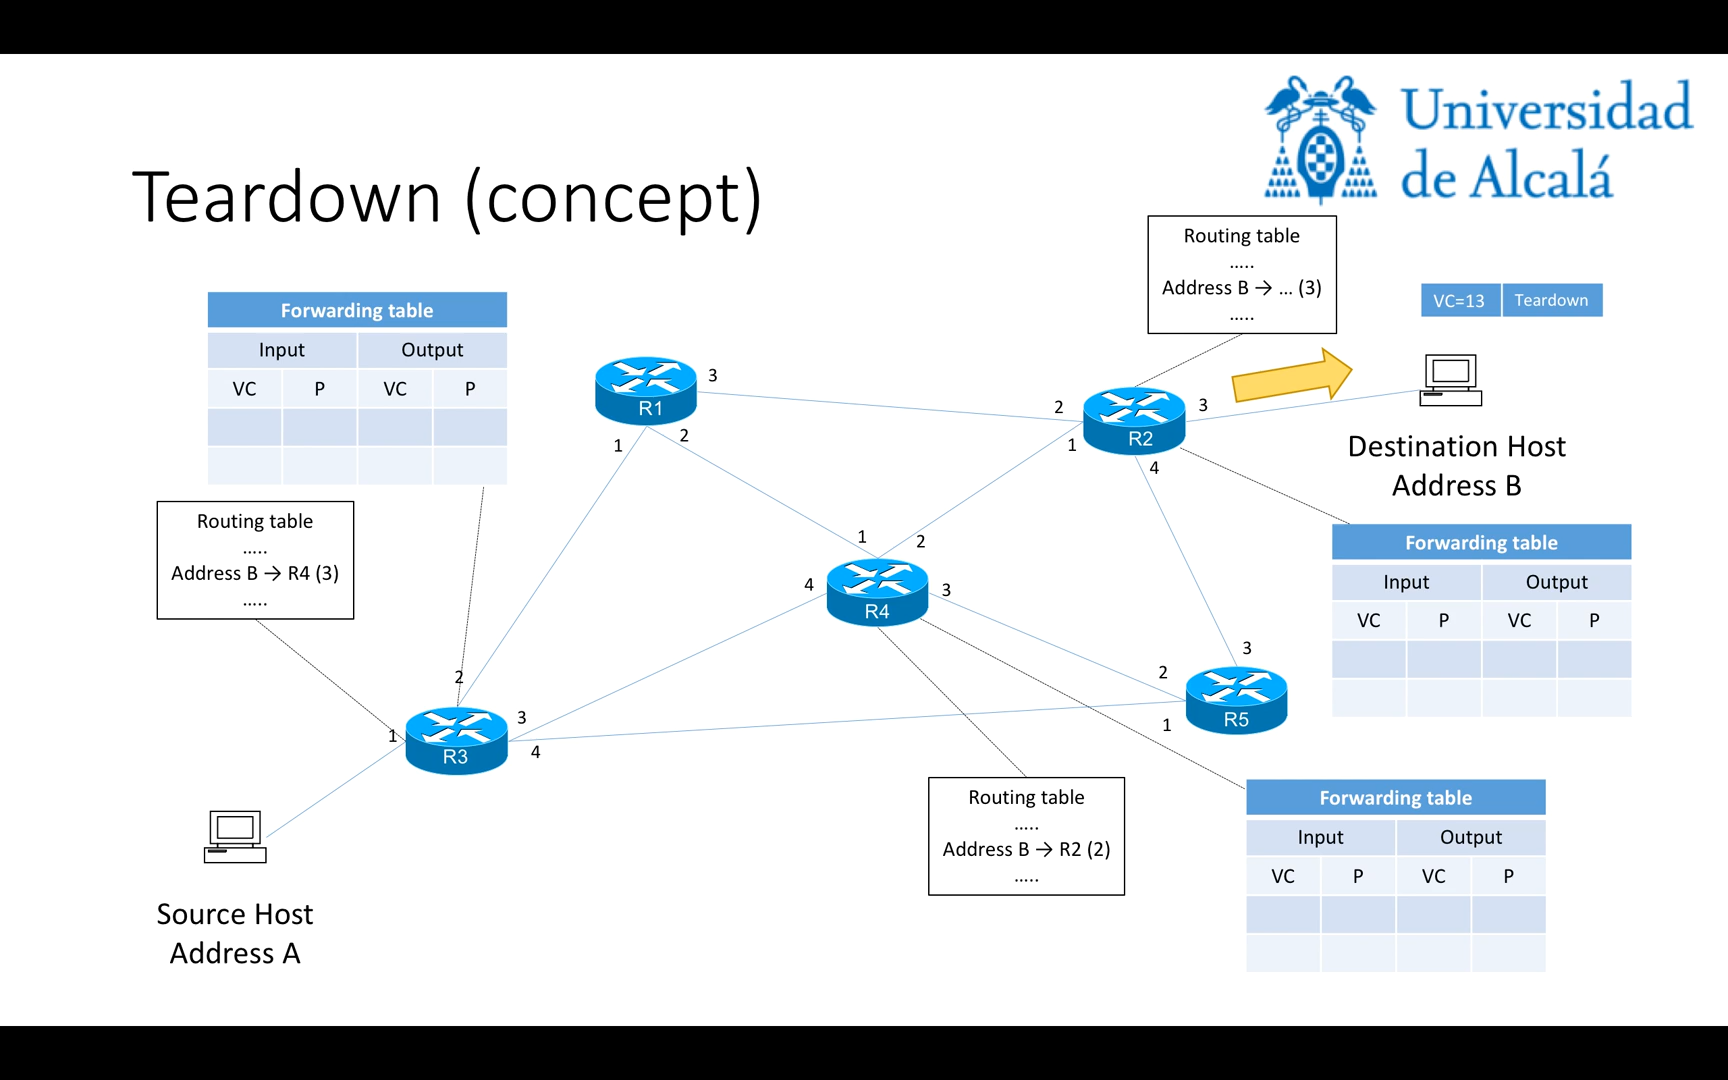 Universidad
de Alcalá
Teardown (concept)
Routing table
.....
Address B → ... (3)
.....
VC=13 Teardown
Forwarding table
Input Output
VC P VC P
R1
3
1
2
R2
2
1
3
4
Destination Host
Address B
Routing table
.....
Address B → R4 (3)
.....
Forwarding table
Input Output
VC P VC P
R4
1
2
4
3
R5
3
2
1
R3
2
1
3
4
Routing table
.....
Address B → R2 (2)
.....
Forwarding table
Input Output
VC P VC P
Source Host
Address A